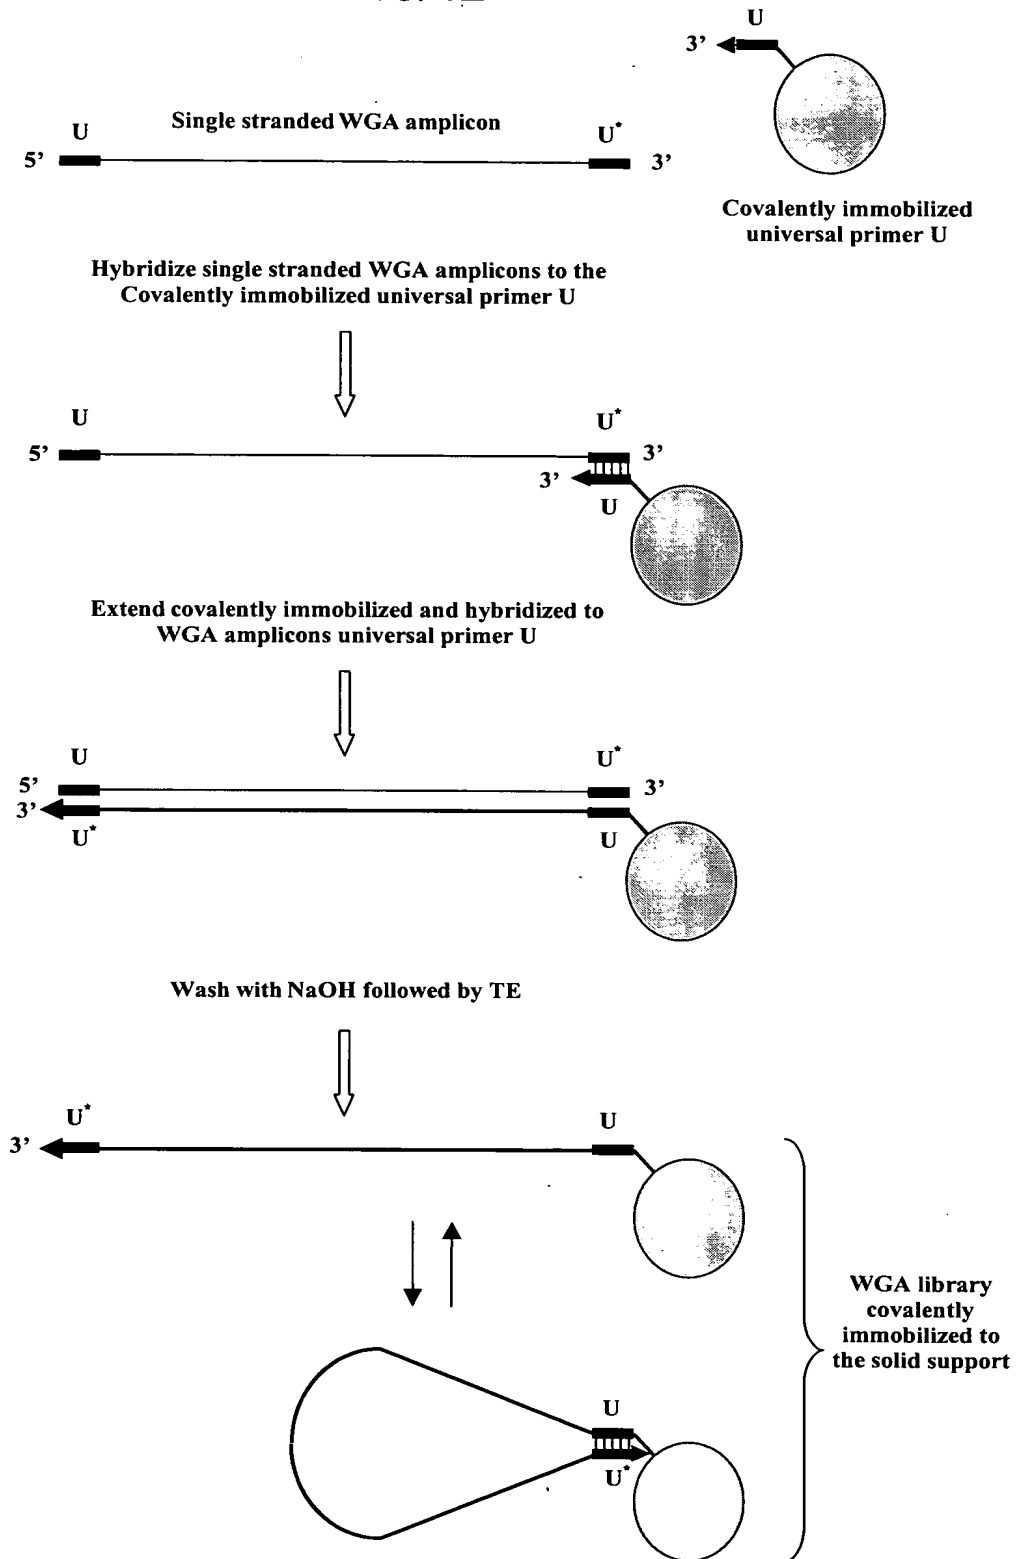 U
3'
Single stranded WGA amplicon
U
U*
5'
3'
Covalently immobilized
universal primer U
Hybridize single stranded WGA amplicons to the
Covalently immobilized universal primer U
U
U*
5'
3'
3'
U
Extend covalently immobilized and hybridized to
WGA amplicons universal primer U
U
U*
5'
3'
3'
U*
U
Wash with NaOH followed by TE
U*
U
3'
WGA library
covalently
immobilized to
the solid support
U
U*